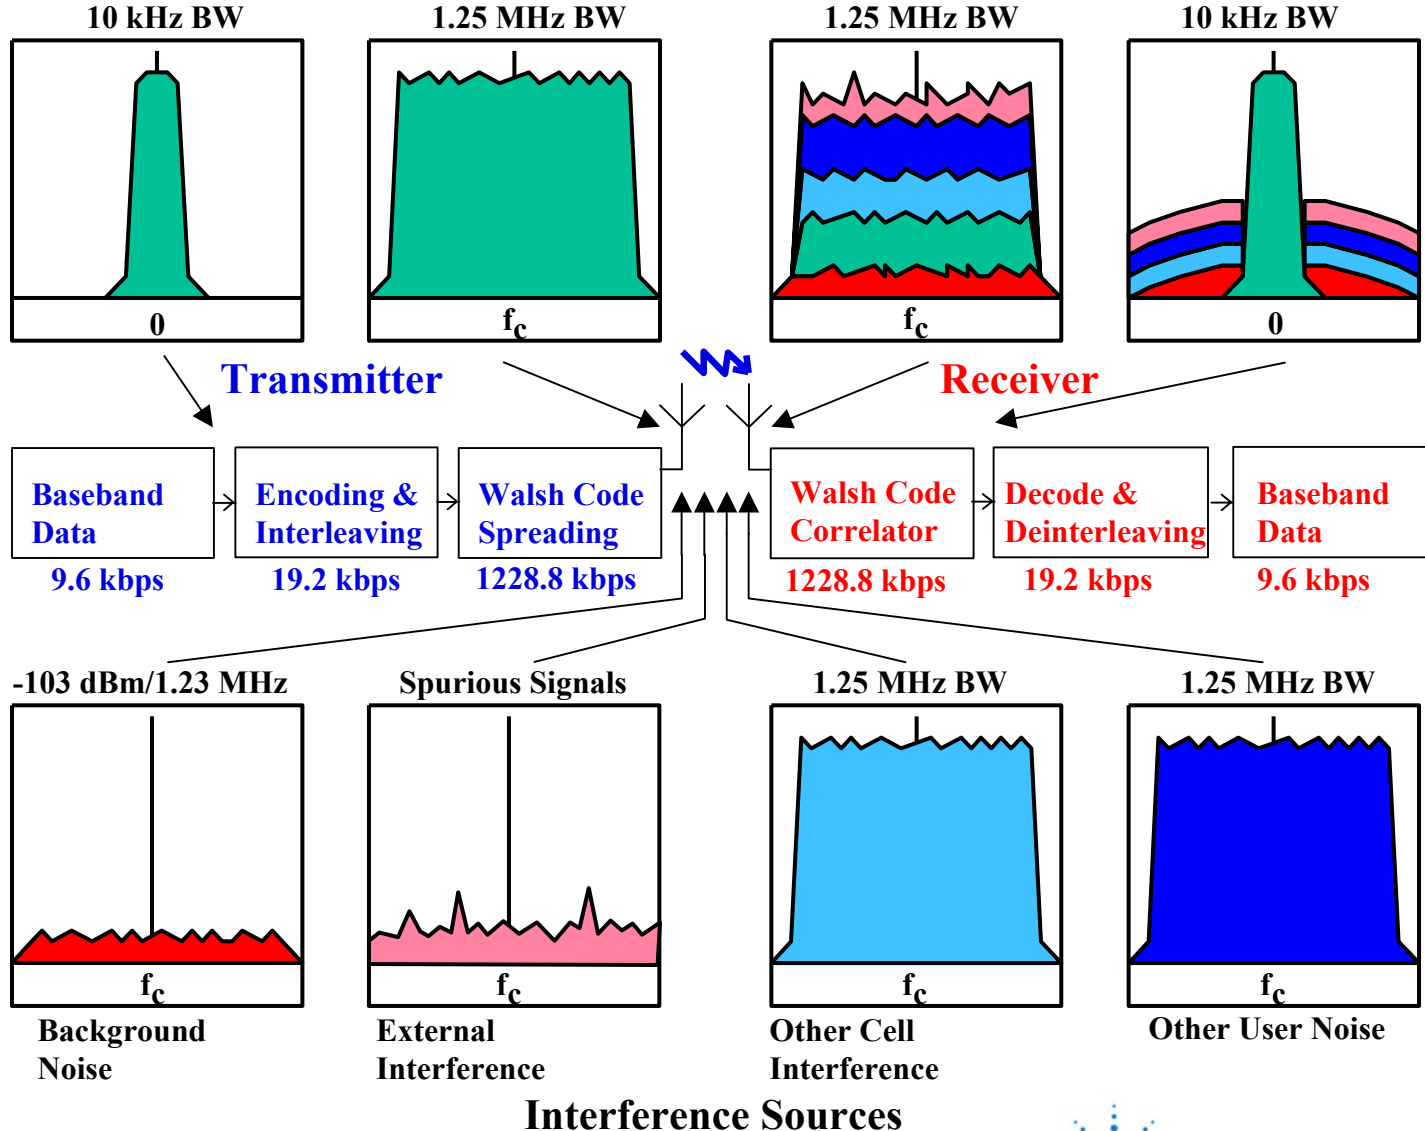 10 kHz BW
1.25 MHz BW
1.25 MHz BW
10 kHz BW
0
fc
fc
0
Transmitter
Receiver
Baseband
Data
Encoding &
Interleaving
Walsh Code
Spreading
Walsh Code
Correlator
Decode &
Deinterleaving
Baseband
Data
9.6 kbps
19.2 kbps
1228.8 kbps
1228.8 kbps
19.2 kbps
9.6 kbps
-103 dBm/1.23 MHz
Spurious Signals
1.25 MHz BW
1.25 MHz BW
fc
fc
fc
fc
Background
Noise
External
Interference
Other Cell
Interference
Other User Noise
Interference Sources